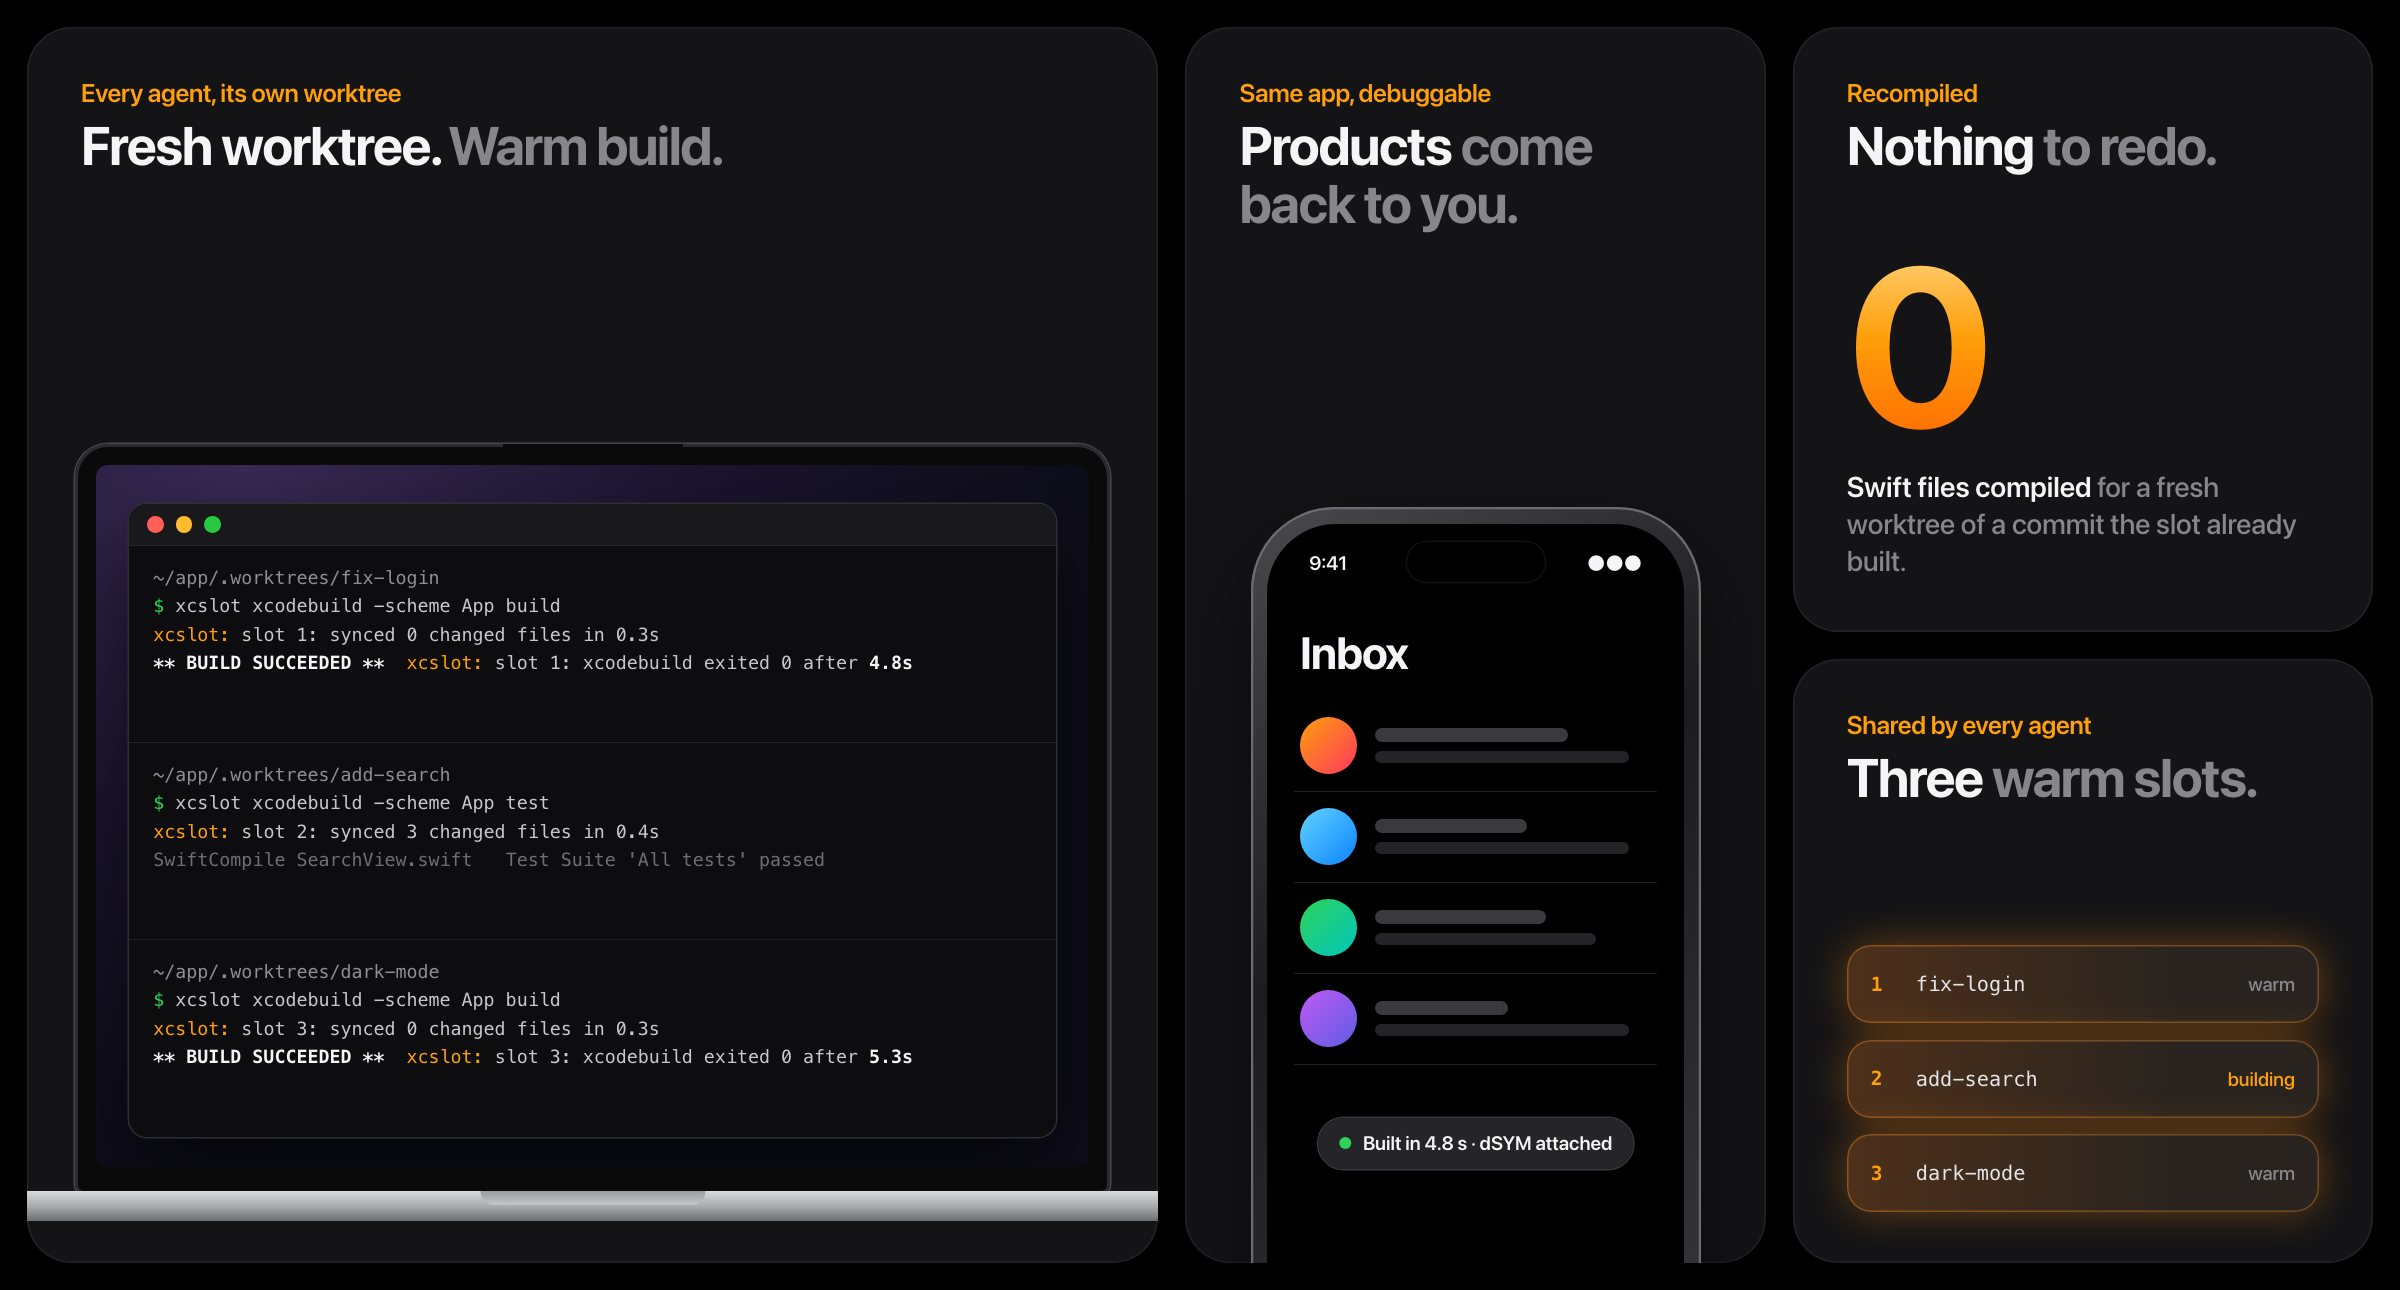 Every agent, its own worktree
Fresh worktree. Warm build.
~/app/.worktrees/fix-login
$ xcslot xcodebuild -scheme App build
xcslot: slot 1: synced 0 changed files in 0.3s
** BUILD SUCCEEDED **  xcslot: slot 1: xcodebuild exited 0 after 4.8s
~/app/.worktrees/add-search
$ xcslot xcodebuild -scheme App test
xcslot: slot 2: synced 3 changed files in 0.4s
SwiftCompile SearchView.swift   Test Suite 'All tests' passed
~/app/.worktrees/dark-mode
$ xcslot xcodebuild -scheme App build
xcslot: slot 3: synced 0 changed files in 0.3s
** BUILD SUCCEEDED **  xcslot: slot 3: xcodebuild exited 0 after 5.3s
Same app, debuggable
Products come
back to you.
9:41
Inbox
Built in 4.8 s · dSYM attached
Recompiled
Nothing to redo.
0
Swift files compiled for a fresh
worktree of a commit the slot already
built.
Shared by every agent
Three warm slots.
1 fix-login warm
2 add-search building
3 dark-mode warm